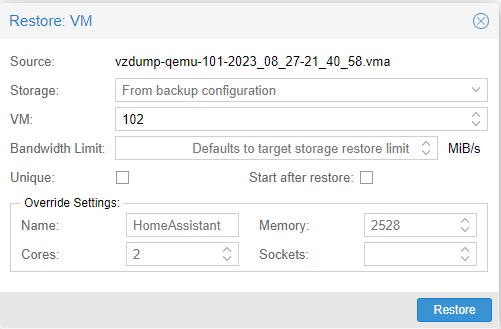 Restore: VM
Source: vzdump-qemu-101-2023_08_27-21_40_58.vma
Storage: From backup configuration
VM: 102
Bandwidth Limit: Defaults to target storage restore limit MiB/s
Unique: Start after restore:
Override Settings:
Name: HomeAssistant Memory: 2528
Cores: 2 Sockets:
Restore